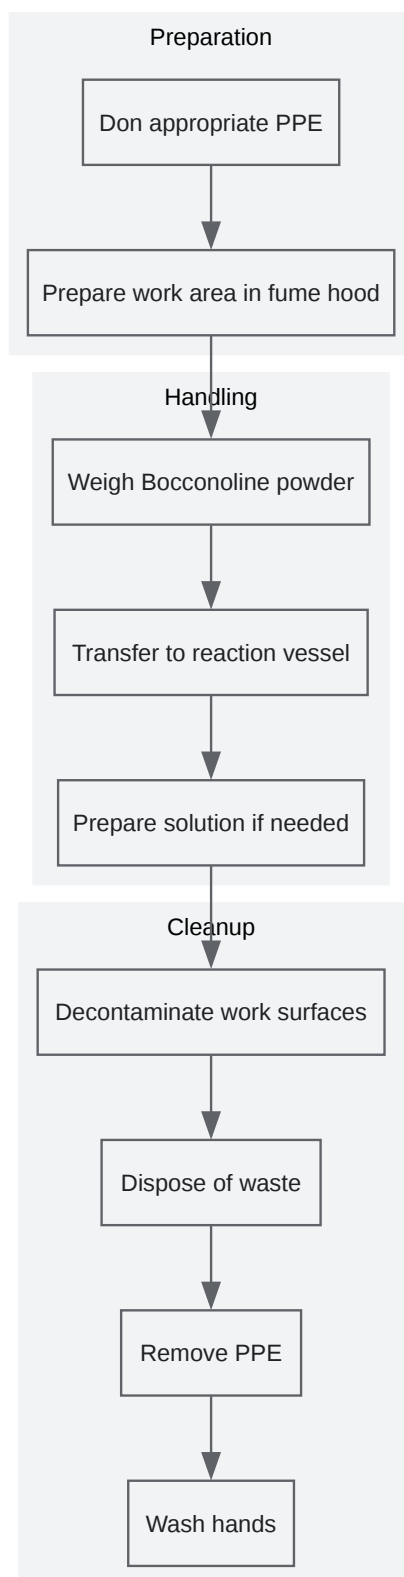 Preparation
Don appropriate PPE
Prepare work area in fume hood
Handling
Weigh Bocconoline powder
Transfer to reaction vessel
Prepare solution if needed
Cleanup
Decontaminate work surfaces
Dispose of waste
Remove PPE
Wash hands